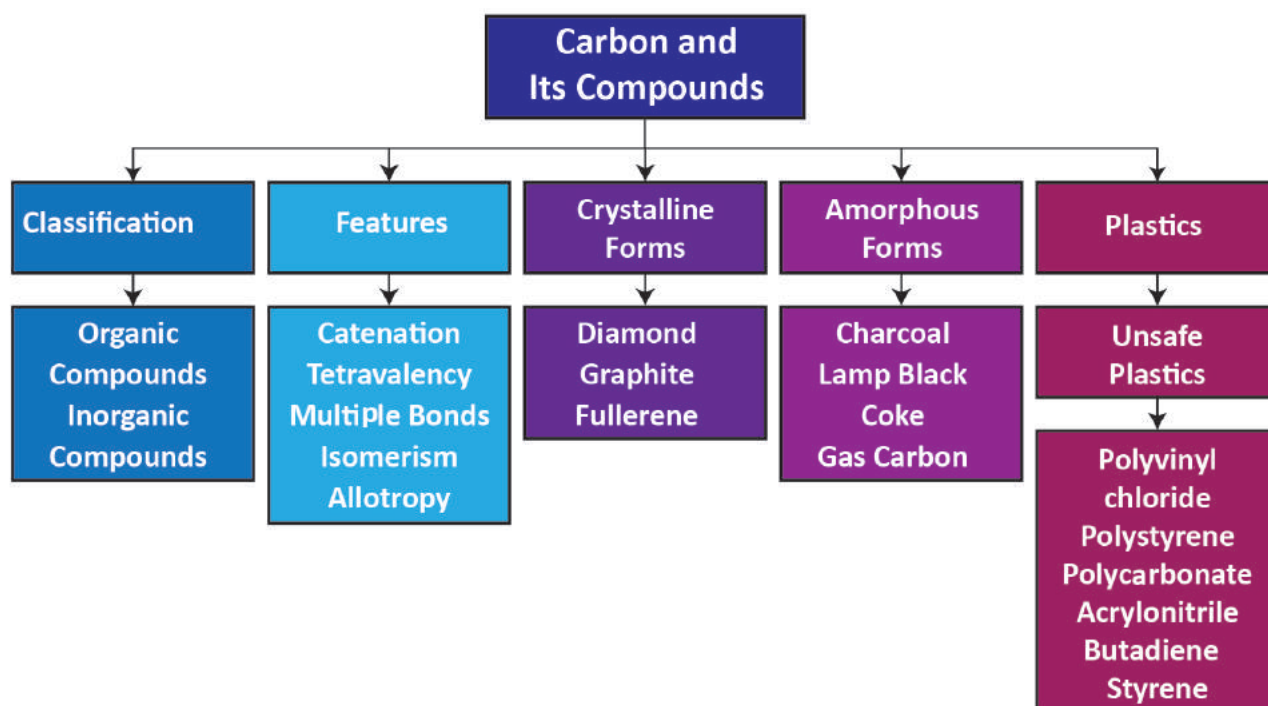 Carbon and
Its Compounds
Classification
Features
Crystalline
Forms
Amorphous
Forms
Plastics
Organic
Compounds
Inorganic
Compounds
Catenation
Tetravalency
Multiple Bonds
Isomerism
Allotropy
Diamond
Graphite
Fullerene
Charcoal
Lamp Black
Coke
Gas Carbon
Unsafe
Plastics
Polyvinyl
chloride
Polystyrene
Polycarbonate
Acrylonitrile
Butadiene
Styrene